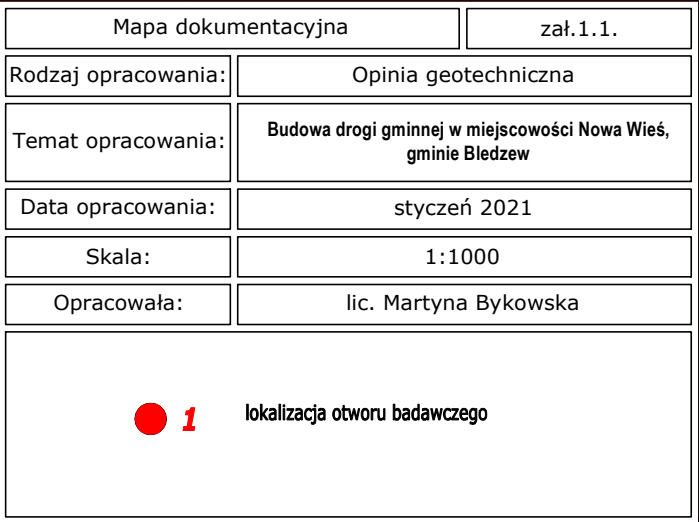 Mapa dokumentacyjna zał.1.1.
Rodzaj opracowania: Opinia geotechniczna
Temat opracowania: Budowa drogi gminnej w miejscowości Nowa Wieś,
gminie Bledzew
Data opracowania: styczeń 2021
Skala: 1:1000
Opracowała: lic. Martyna Bykowska
1 lokalizacja otworu badawczego